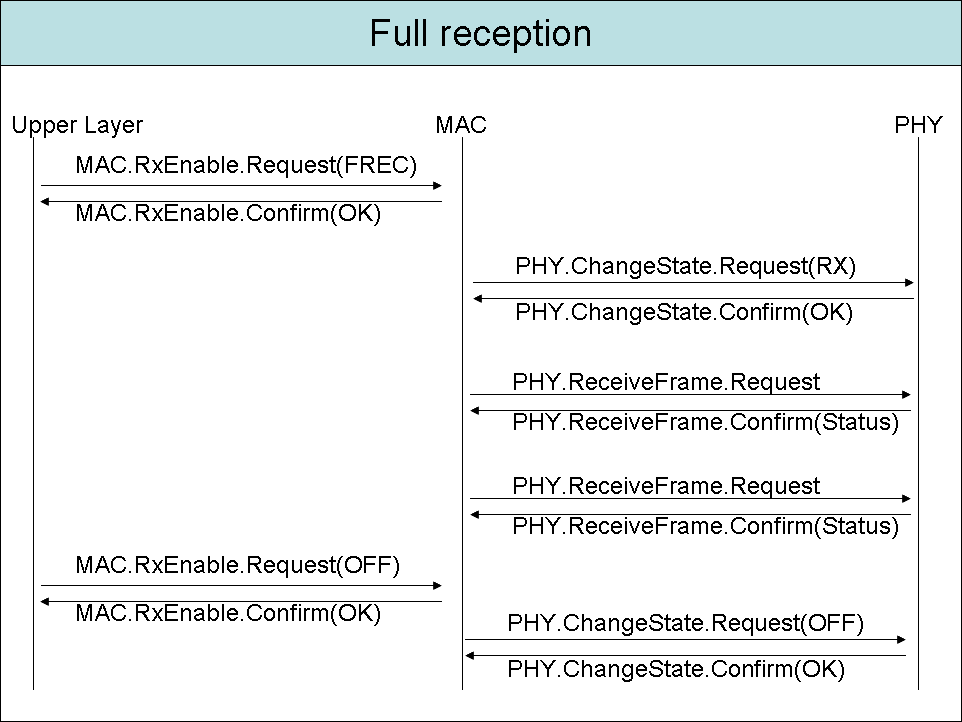 Full reception
Upper Layer
MAC
PHY
MAC.RxEnable.Request(FREC)
MAC.RxEnable.Confirm(OK)
PHY.ChangeState.Request(RX)
PHY.ChangeState.Confirm(OK)
PHY.ReceiveFrame.Request
PHY.ReceiveFrame.Confirm(Status)
PHY.ReceiveFrame.Request
PHY.ReceiveFrame.Confirm(Status)
MAC.RxEnable.Request(OFF)
MAC.RxEnable.Confirm(OK)
PHY.ChangeState.Request(OFF)
PHY.ChangeState.Confirm(OK)